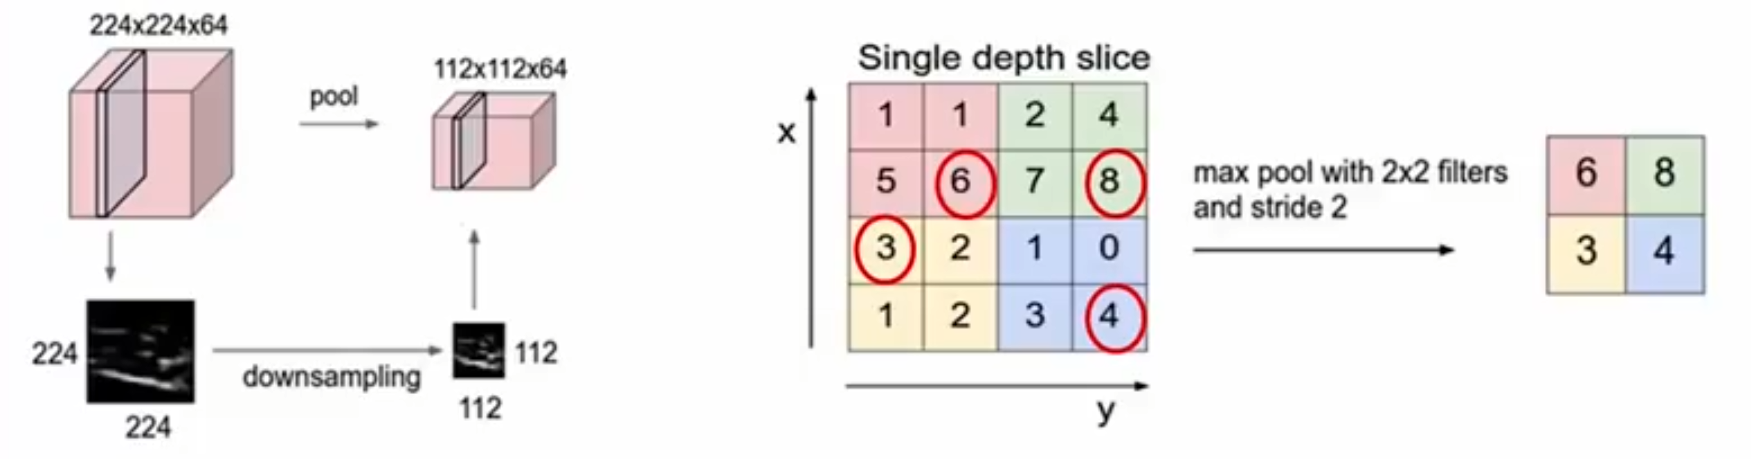 224x224x64
pool
112x112x64
224
224
downsampling
112
112
Single depth slice
x
1 1 2 4
5 6 7 8
3 2 1 0
1 2 3 4
y
max pool with 2x2 filters
and stride 2
6 8
3 4